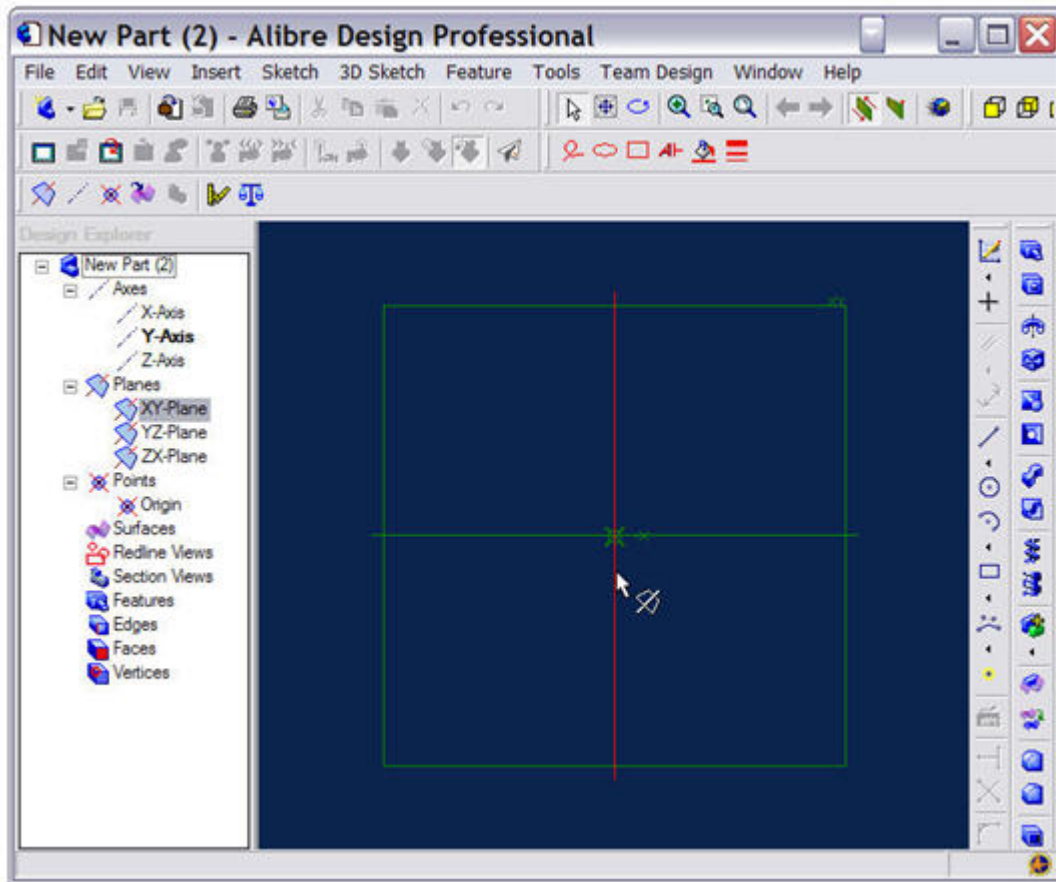 New Part (2) - Alibre Design Professional
File Edit View Insert Sketch 3D Sketch Feature Tools Team Design Window Help
Design Explorer
New Part (2)
Axes
X-Axis
Y-Axis
Z-Axis
Planes
XY-Plane
YZ-Plane
ZX-Plane
Points
Origin
Surfaces
Redline Views
Section Views
Features
Edges
Faces
Vertices